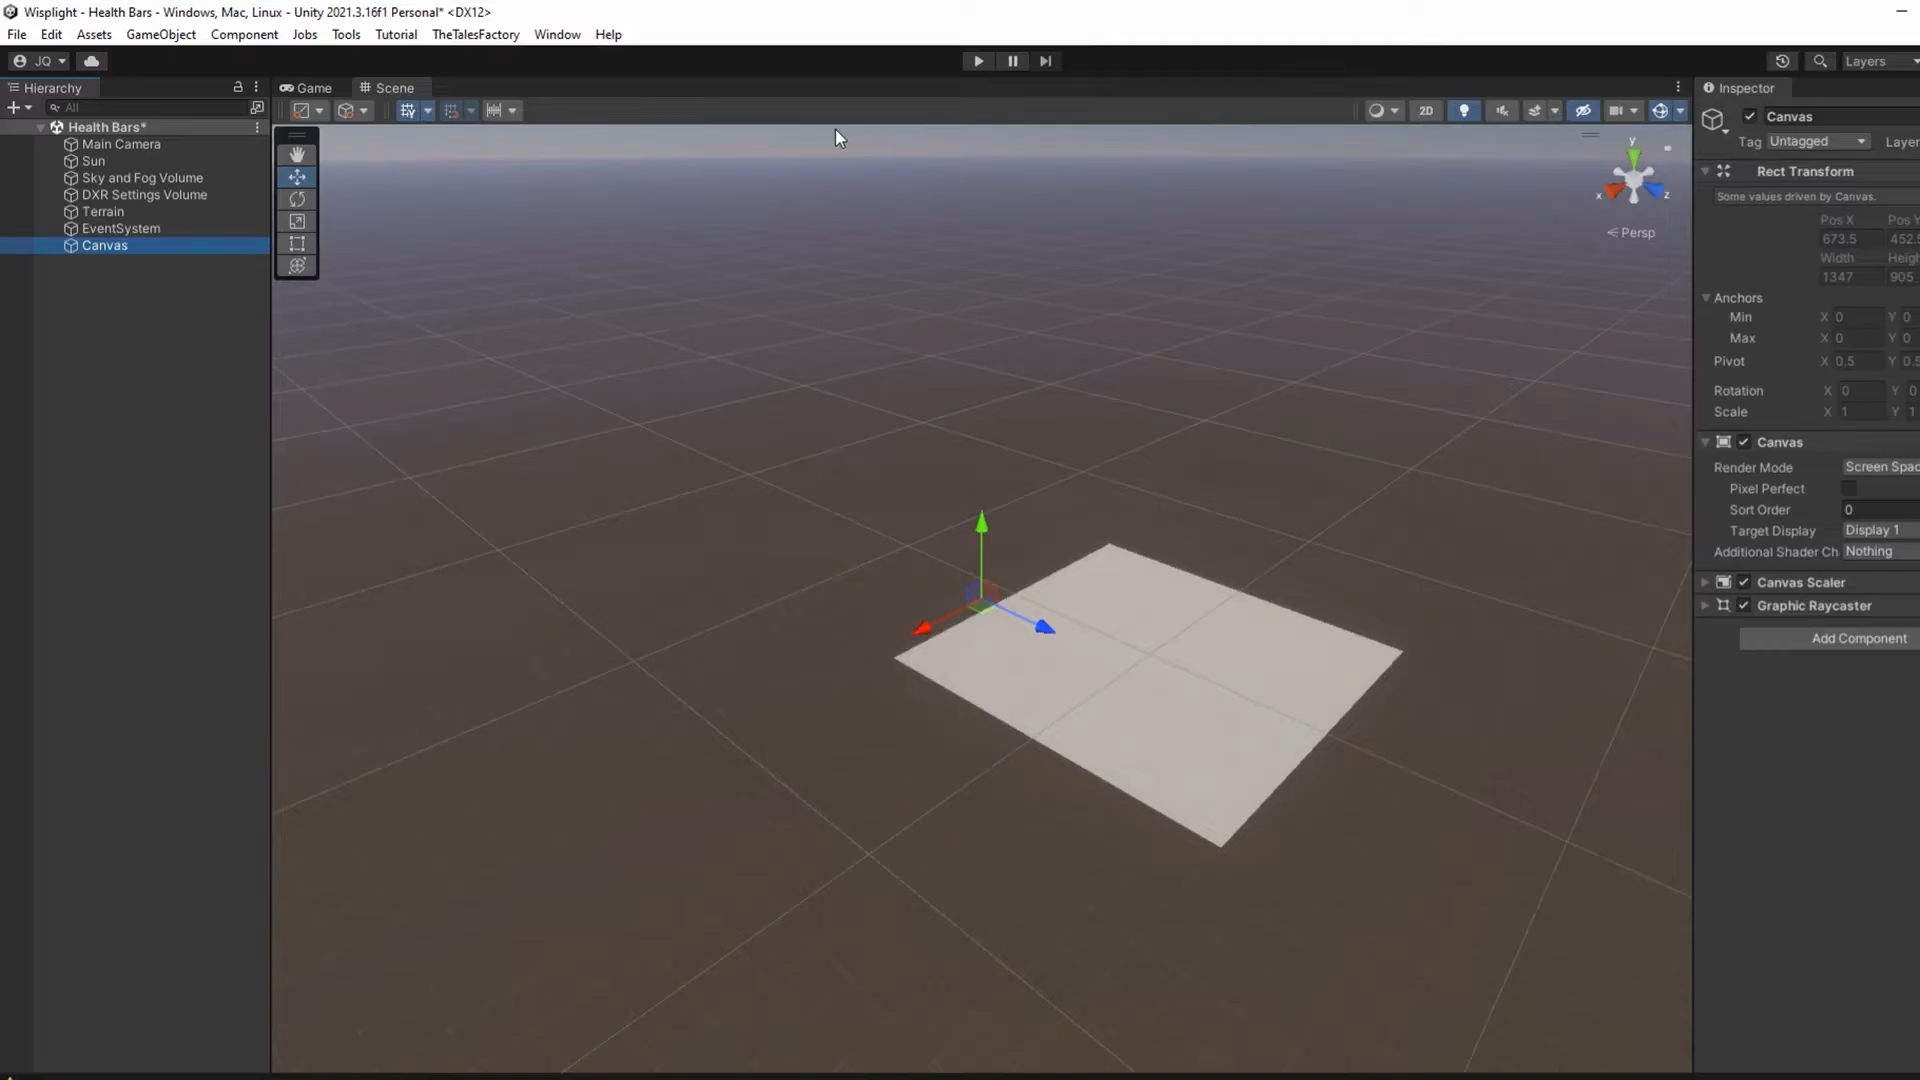 Wisplight - Health Bars - Windows, Mac, Linux - Unity 2021.3.16f1 Personal* <DX12>
File Edit Assets GameObject Component Jobs Tools Tutorial TheTalesFactory Window Help
JQ
Layers
Hierarchy
Game
Scene
Inspector
All
2D
Health Bars*
Main Camera
Sun
Sky and Fog Volume
DXR Settings Volume
Terrain
EventSystem
Canvas
y
x
z
Persp
Canvas
Tag Untagged Layer
Rect Transform
Some values driven by Canvas.
Pos X Pos Y
673.5 452.5
Width Heigh
1347 905
Anchors
Min X 0 Y 0
Max X 0 Y 0
Pivot X 0.5 Y 0.5
Rotation X 0 Y 0
Scale X 1 Y 1
Canvas
Render Mode Screen Spac
Pixel Perfect
Sort Order 0
Target Display Display 1
Additional Shader Ch Nothing
Canvas Scaler
Graphic Raycaster
Add Component